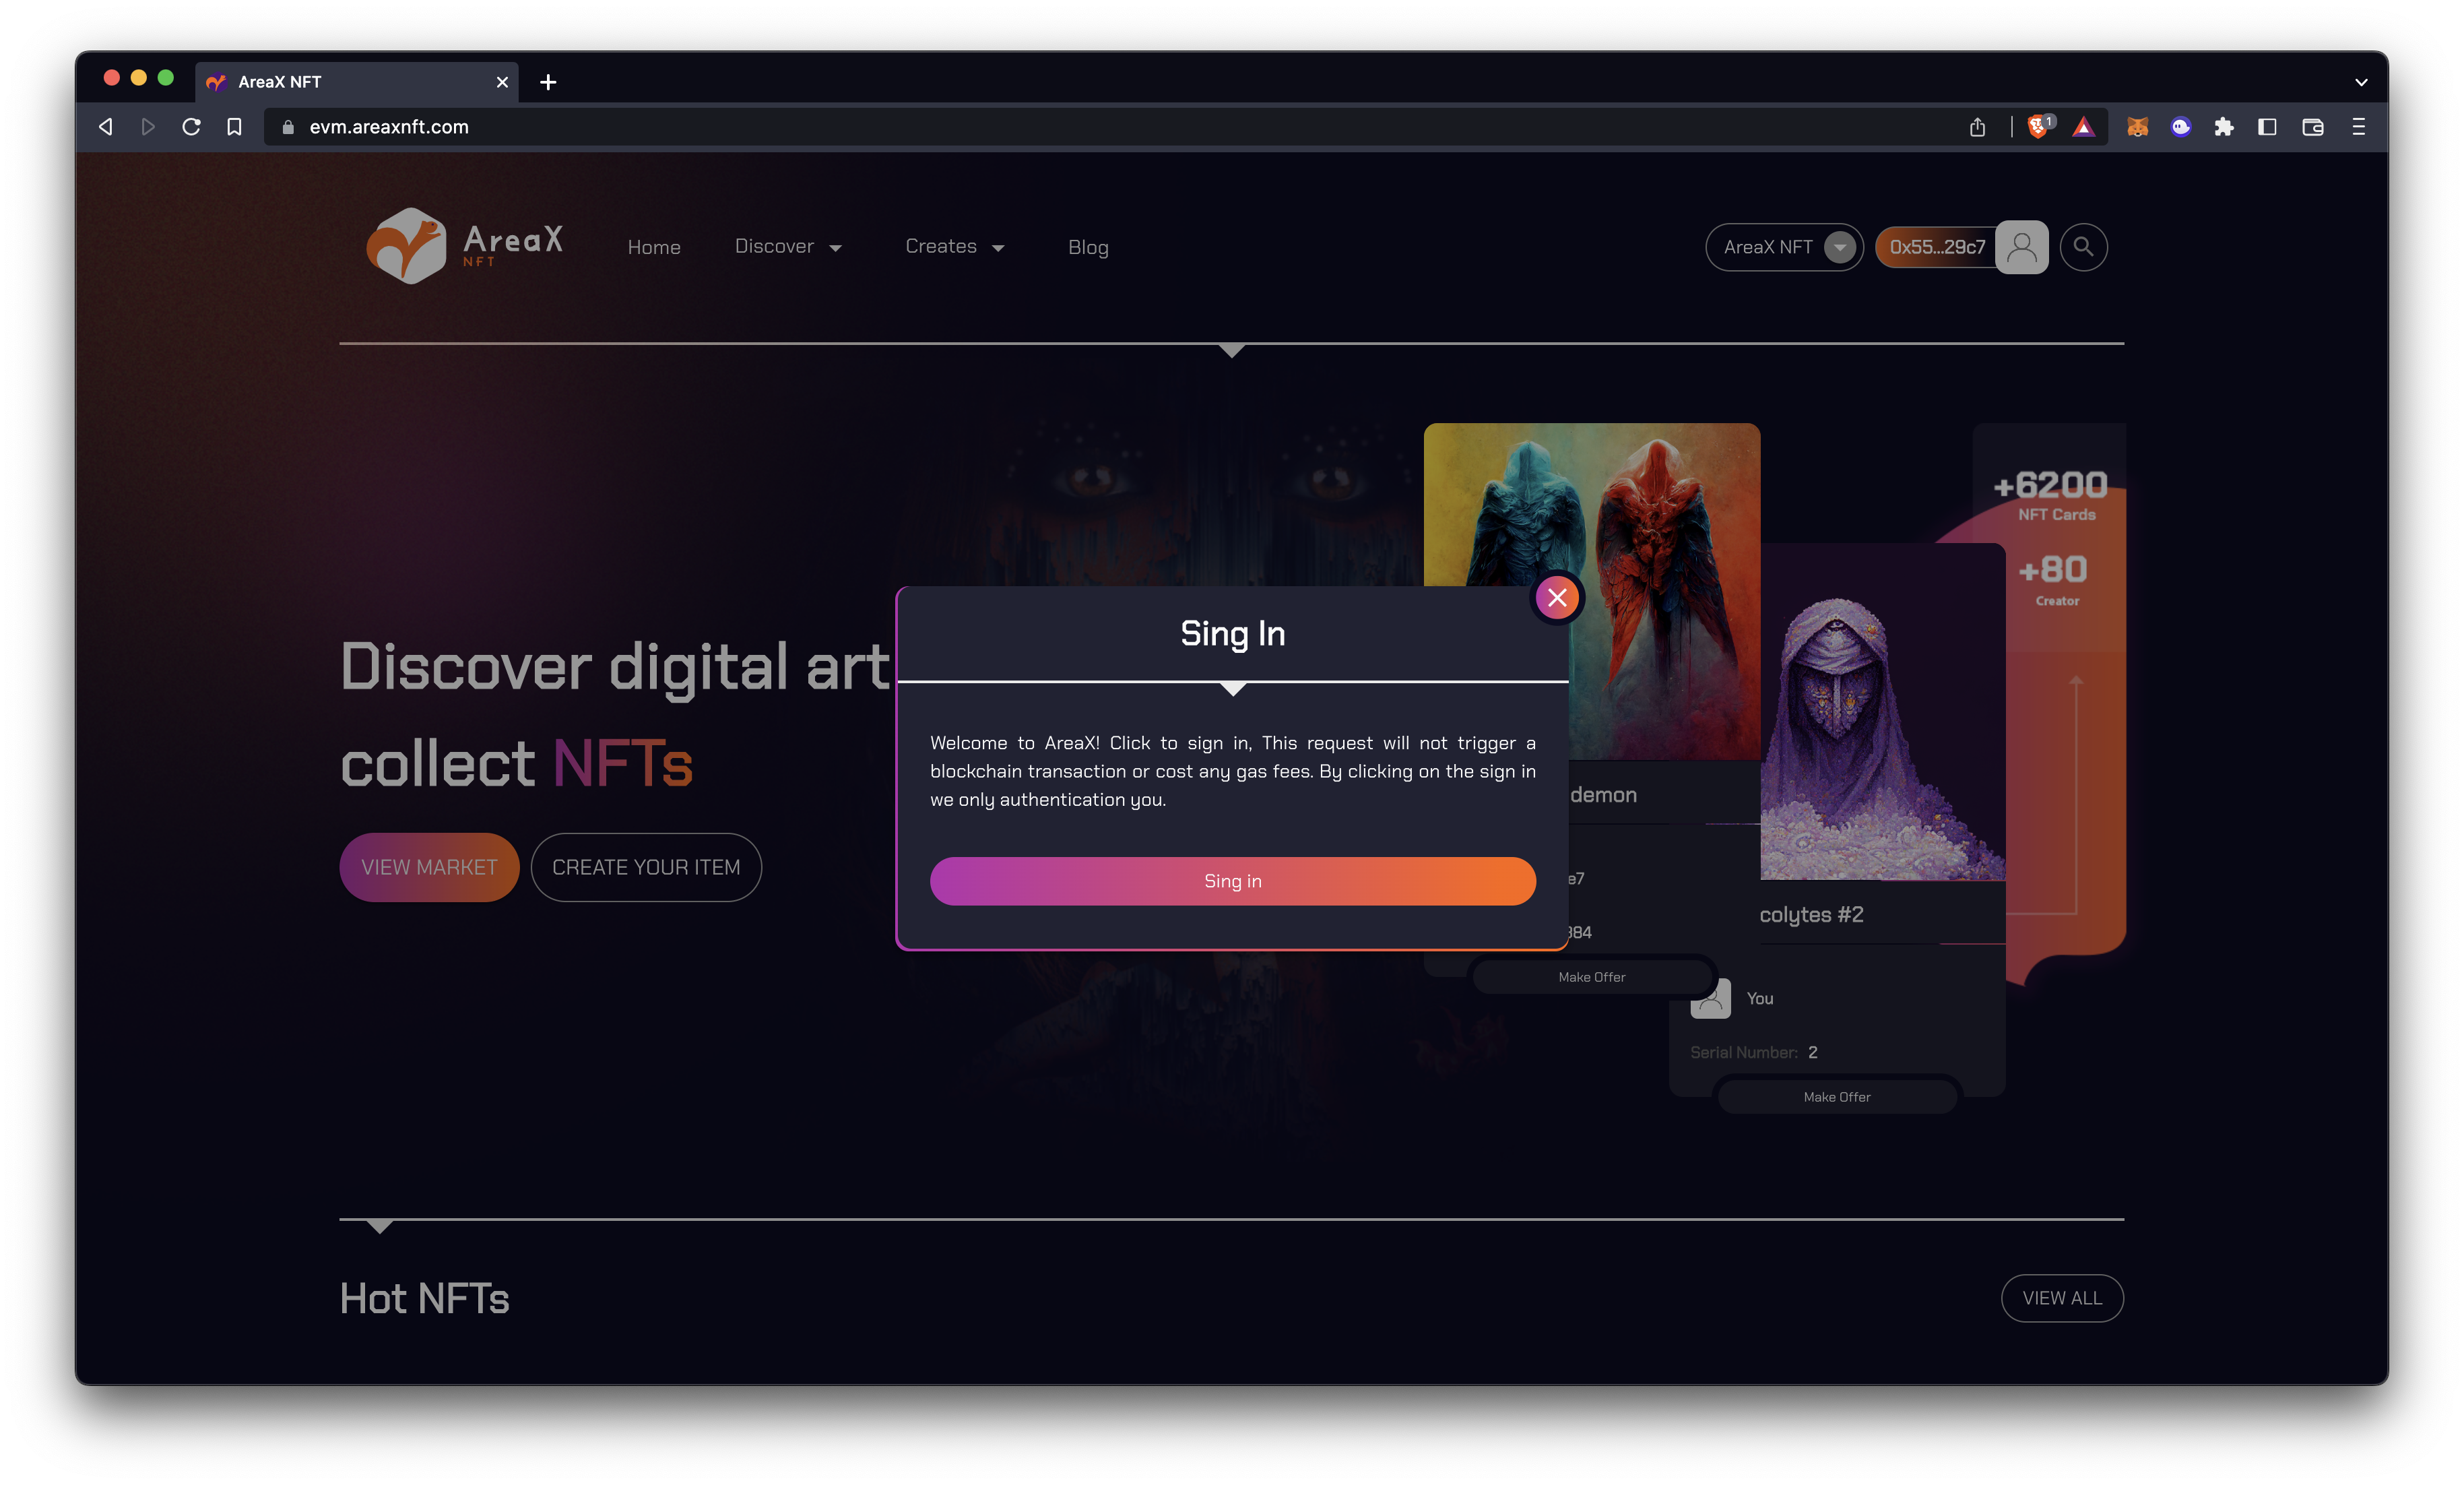 AreaX NFT
evm.areaxnft.com
1
AreaX
NFT
Home
Discover
Creates
Blog
AreaX NFT
0x55...29c7
+6200
NFT Cards
+80
Creator
Discover digital art
collect NFTs
VIEW MARKET
CREATE YOUR ITEM
Sing In
Welcome to AreaX! Click to sign in, This request will not trigger a
blockchain transaction or cost any gas fees. By clicking on the sign in
we only authentication you.
Sing in
demon
e7
384
Make Offer
colytes #2
You
Serial Number: 2
Make Offer
Hot NFTs
VIEW ALL